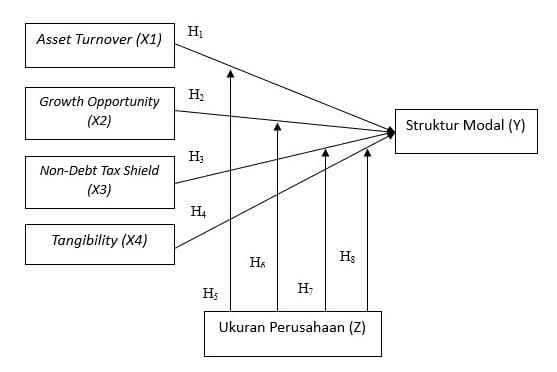 Asset Turnover (X1)
H1
Growth Opportunity
(X2)
H2
Struktur Modal (Y)
Non-Debt Tax Shield
(X3)
H3
H4
Tangibility (X4)
H5
H6
H7
H8
Ukuran Perusahaan (Z)